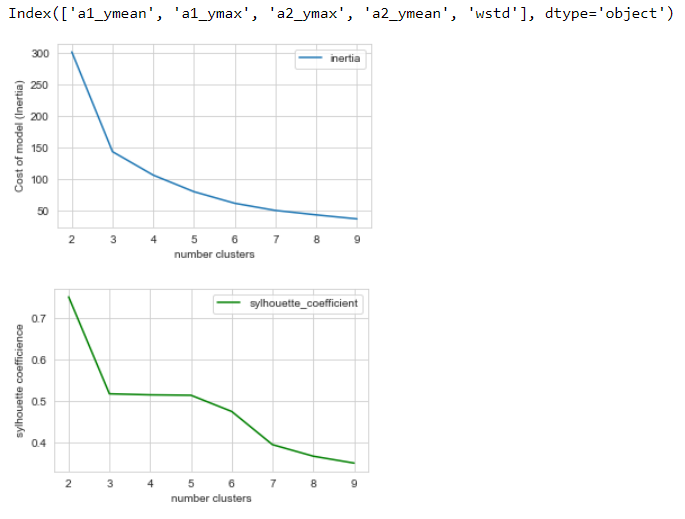 Index(['a1_ymean', 'a1_ymax', 'a2_ymax', 'a2_ymean', 'wstd'], dtype='object')
inertia
300
250
200
150
100
50
Cost of model (Inertia)
2 3 4 5 6 7 8 9
number clusters
sylhouette_coefficient
0.7
0.6
0.5
0.4
sylhouette coefficience
2 3 4 5 6 7 8 9
number clusters